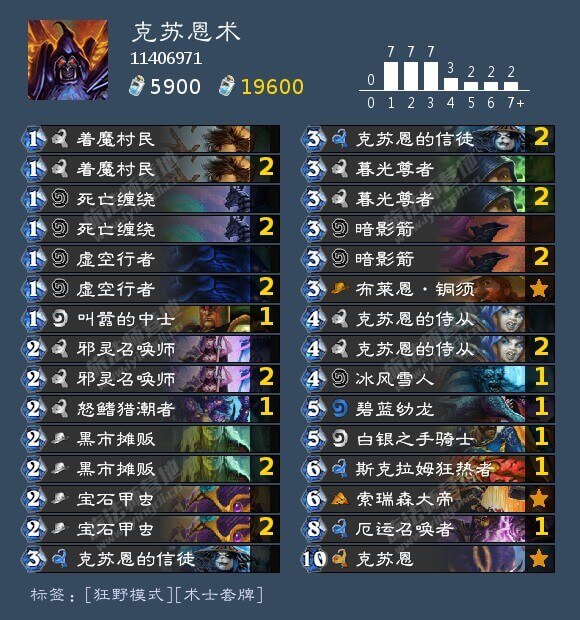 克苏恩术
11406971
5900 19600
0 7 7 7 3 2 2 2
0 1 2 3 4 5 6 7+
1 着魔村民
1 着魔村民 2
1 死亡缠绕
1 死亡缠绕 2
1 虚空行者
1 虚空行者 2
1 叫嚣的中士 1
2 邪灵召唤师
2 邪灵召唤师 2
2 怒鳍猎潮者 1
2 黑市摊贩
2 黑市摊贩 2
2 宝石甲虫
2 宝石甲虫 2
3 克苏恩的信徒
3 克苏恩的信徒 2
3 暮光尊者
3 暮光尊者 2
3 暗影箭
3 暗影箭 2
3 布莱恩·铜须
4 克苏恩的侍从
4 克苏恩的侍从 2
4 冰风雪人 1
5 碧蓝幼龙 1
5 白银之手骑士 1
6 斯克拉姆狂热者 1
6 索瑞森大帝
8 厄运召唤者 1
10 克苏恩
标签:[狂野模式][术士套牌]